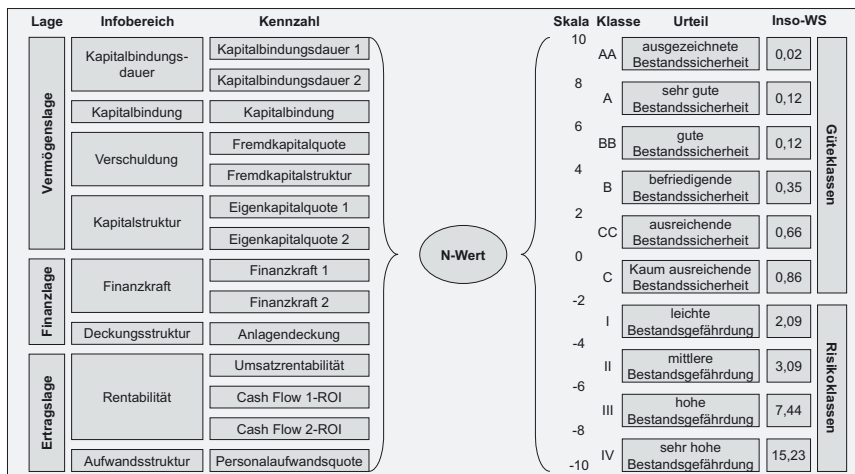 Lage Infobereich Kennzahl Skala Klasse Urteil Inso-WS
Vermögenslage
Kapitalbindungs-
dauer
Kapitalbindungsdauer 1
Kapitalbindungsdauer 2
Kapitalbindung Kapitalbindung
Verschuldung
Fremdkapitalquote
Fremdkapitalstruktur
Kapitalstruktur
Eigenkapitalquote 1
Eigenkapitalquote 2
Finanzlage
Finanzkraft
Finanzkraft 1
Finanzkraft 2
Deckungsstruktur Anlagendeckung
Ertragslage
Rentabilität
Umsatzrentabilität
Cash Flow 1-ROI
Cash Flow 2-ROI
Aufwandsstruktur Personalaufwandsquote
N-Wert
10
AA ausgezeichnete
Bestandssicherheit 0,02
8
A sehr gute
Bestandssicherheit 0,12
6
BB gute
Bestandssicherheit 0,12
4
B befriedigende
Bestandssicherheit 0,35
2
CC ausreichende
Bestandssicherheit 0,66
0
C Kaum ausreichende
Bestandssicherheit 0,86
-2
I leichte
Bestandsgefährdung 2,09
-4
II mittlere
Bestandsgefährdung 3,09
-6
III hohe
Bestandsgefährdung 7,44
-8
IV sehr hohe
Bestandsgefährdung 15,23
-10
Güteklassen
Risikoklassen